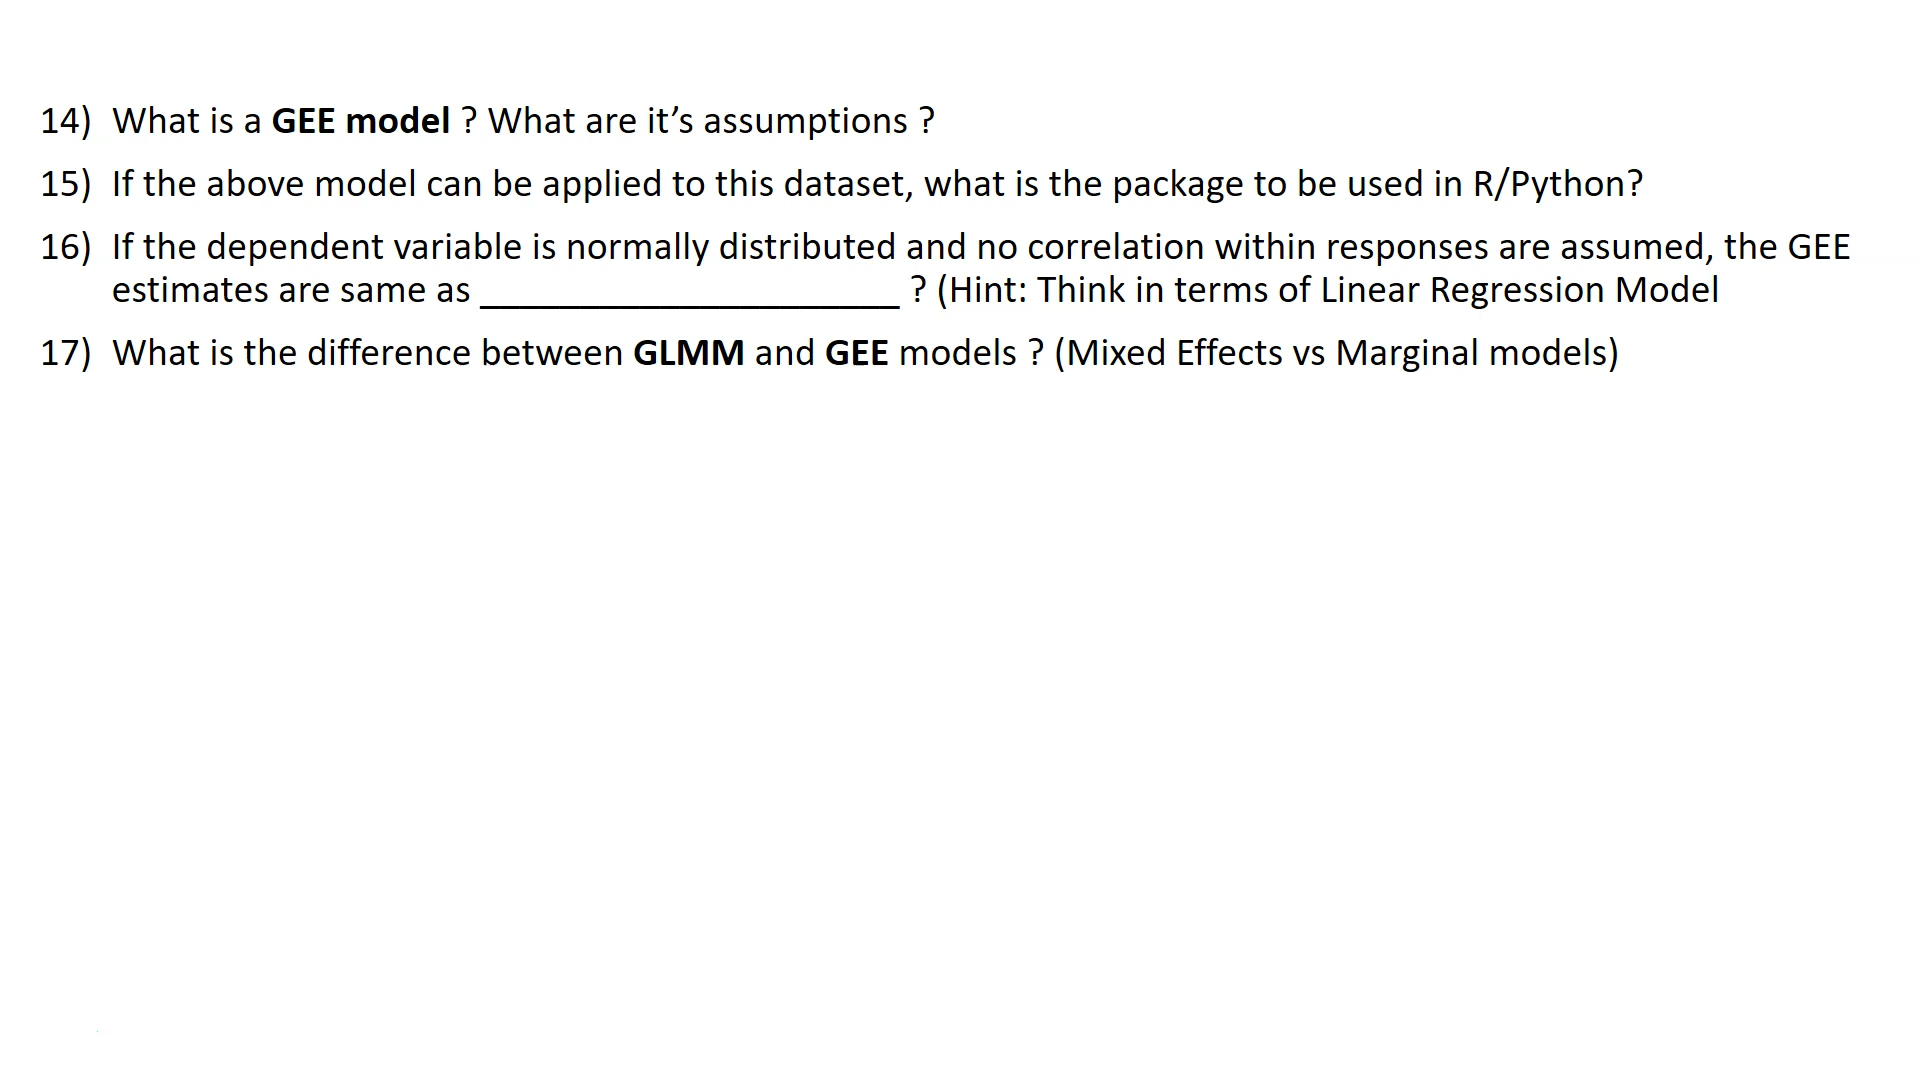 14) What is a GEE model ? What are it’s assumptions ?
15) If the above model can be applied to this dataset, what is the package to be used in R/Python?
16) If the dependent variable is normally distributed and no correlation within responses are assumed, the GEE
estimates are same as _____________________ ? (Hint: Think in terms of Linear Regression Model
17) What is the difference between GLMM and GEE models ? (Mixed Effects vs Marginal models)